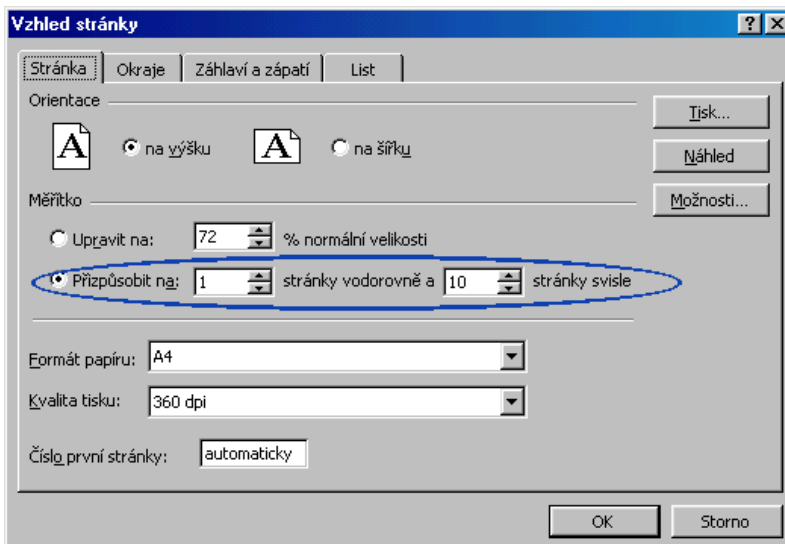 Vzhled stránky
Stránka Okraje Záhlaví a zápatí List
Orientace
A na výšku A na šířku
Měřítko
Upravit na: 72 % normální velikosti
Přizpůsobit na: 1 stránky vodorovně a 10 stránky svisle
Formát papíru: A4
Kvalita tisku: 360 dpi
Číslo první stránky: automaticky
Tisk...
Náhled
Možnosti...
OK Storno